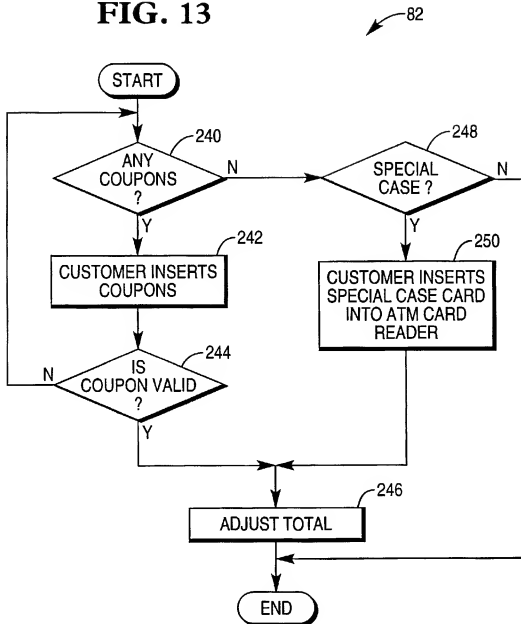 FIG. 13
82
START
240
ANY
COUPONS
?
N
Y
248
SPECIAL
CASE ?
N
Y
242
CUSTOMER INSERTS
COUPONS
250
CUSTOMER INSERTS
SPECIAL CASE CARD
INTO ATM CARD
READER
244
IS
COUPON VALID
?
N
Y
246
ADJUST TOTAL
END